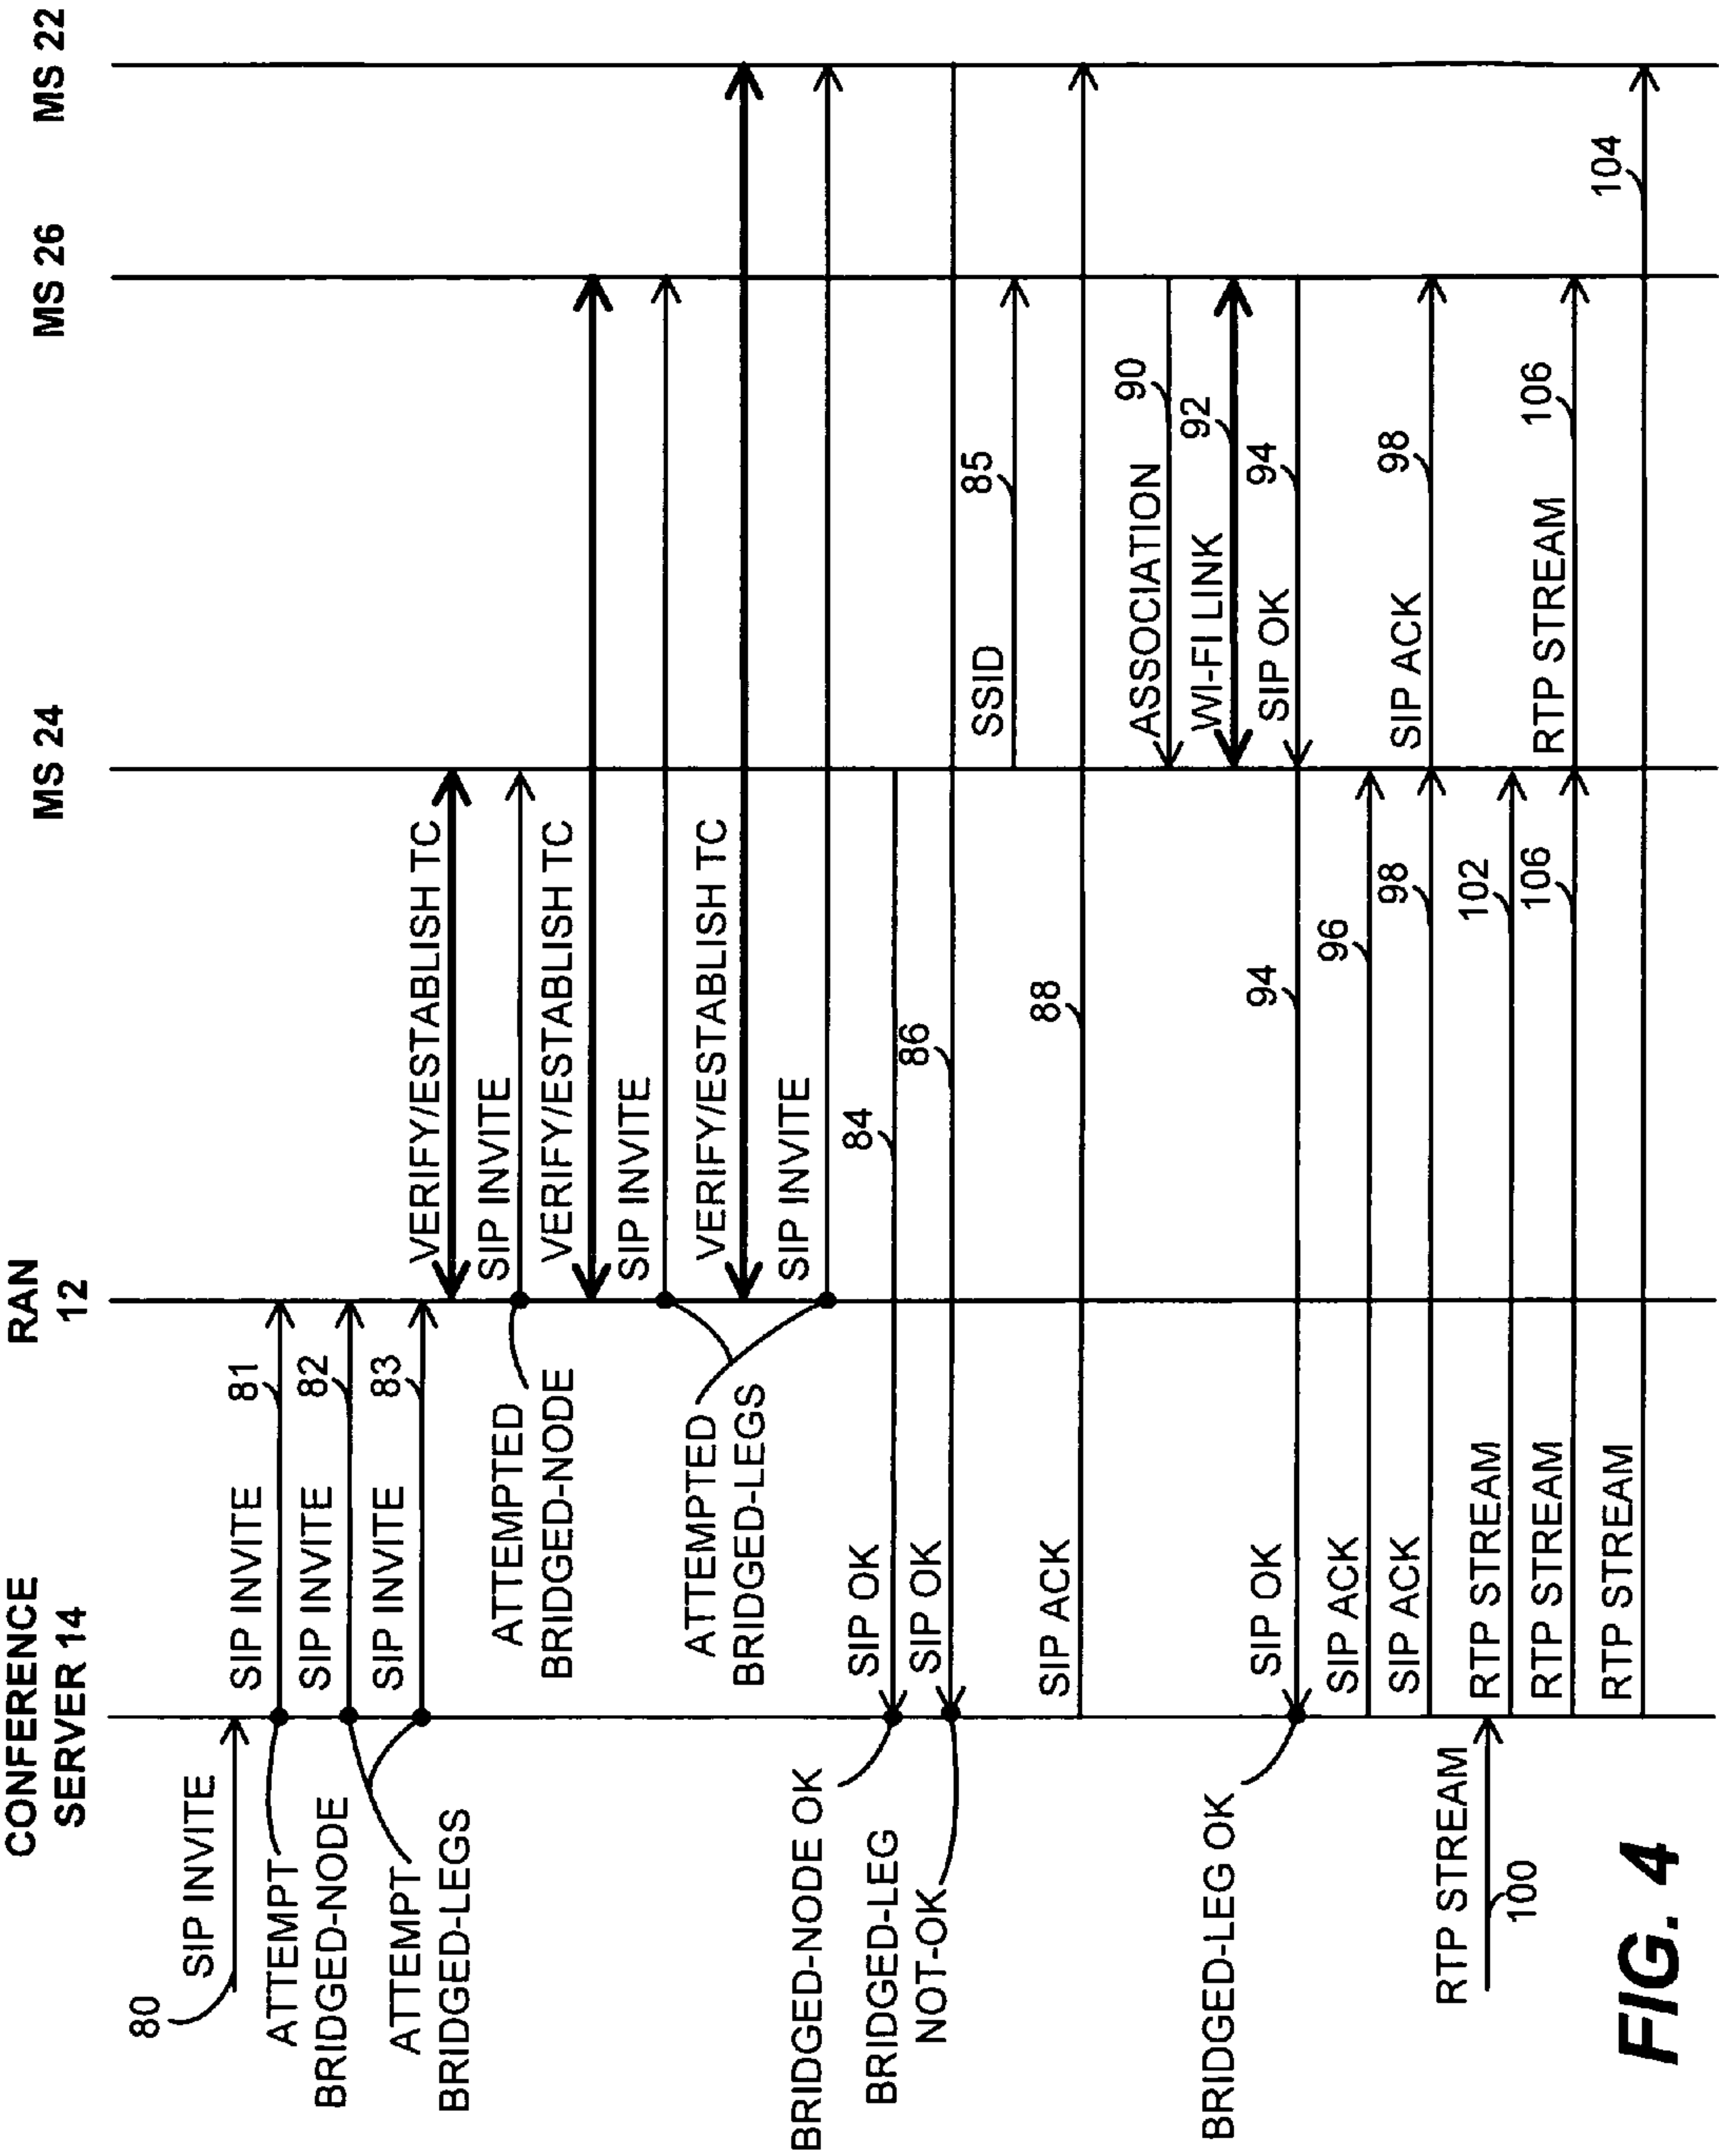 CONFERENCE
SERVER 14
RAN
12
MS 24
MS 26
MS 22
80
SIP INVITE
SIP INVITE
81
ATTEMPT
BRIDGED-NODE
SIP INVITE
82
SIP INVITE
83
ATTEMPT
BRIDGED-LEGS
VERIFY/ESTABLISH TC
SIP INVITE
ATTEMPTED
BRIDGED-NODE
VERIFY/ESTABLISH TC
SIP INVITE
VERIFY/ESTABLISH TC
SIP INVITE
ATTEMPTED
BRIDGED-LEGS
SIP OK
84
BRIDGED-NODE OK
SIP OK
86
BRIDGED-LEG
NOT-OK
SSID
85
SIP ACK
88
ASSOCIATION
90
WI-FI LINK
92
SIP OK
94
SIP OK
94
BRIDGED-LEG OK
SIP ACK
96
SIP ACK
98
SIP ACK
98
RTP STREAM
100
RTP STREAM
102
RTP STREAM
106
RTP STREAM
106
RTP STREAM
104
FIG. 4